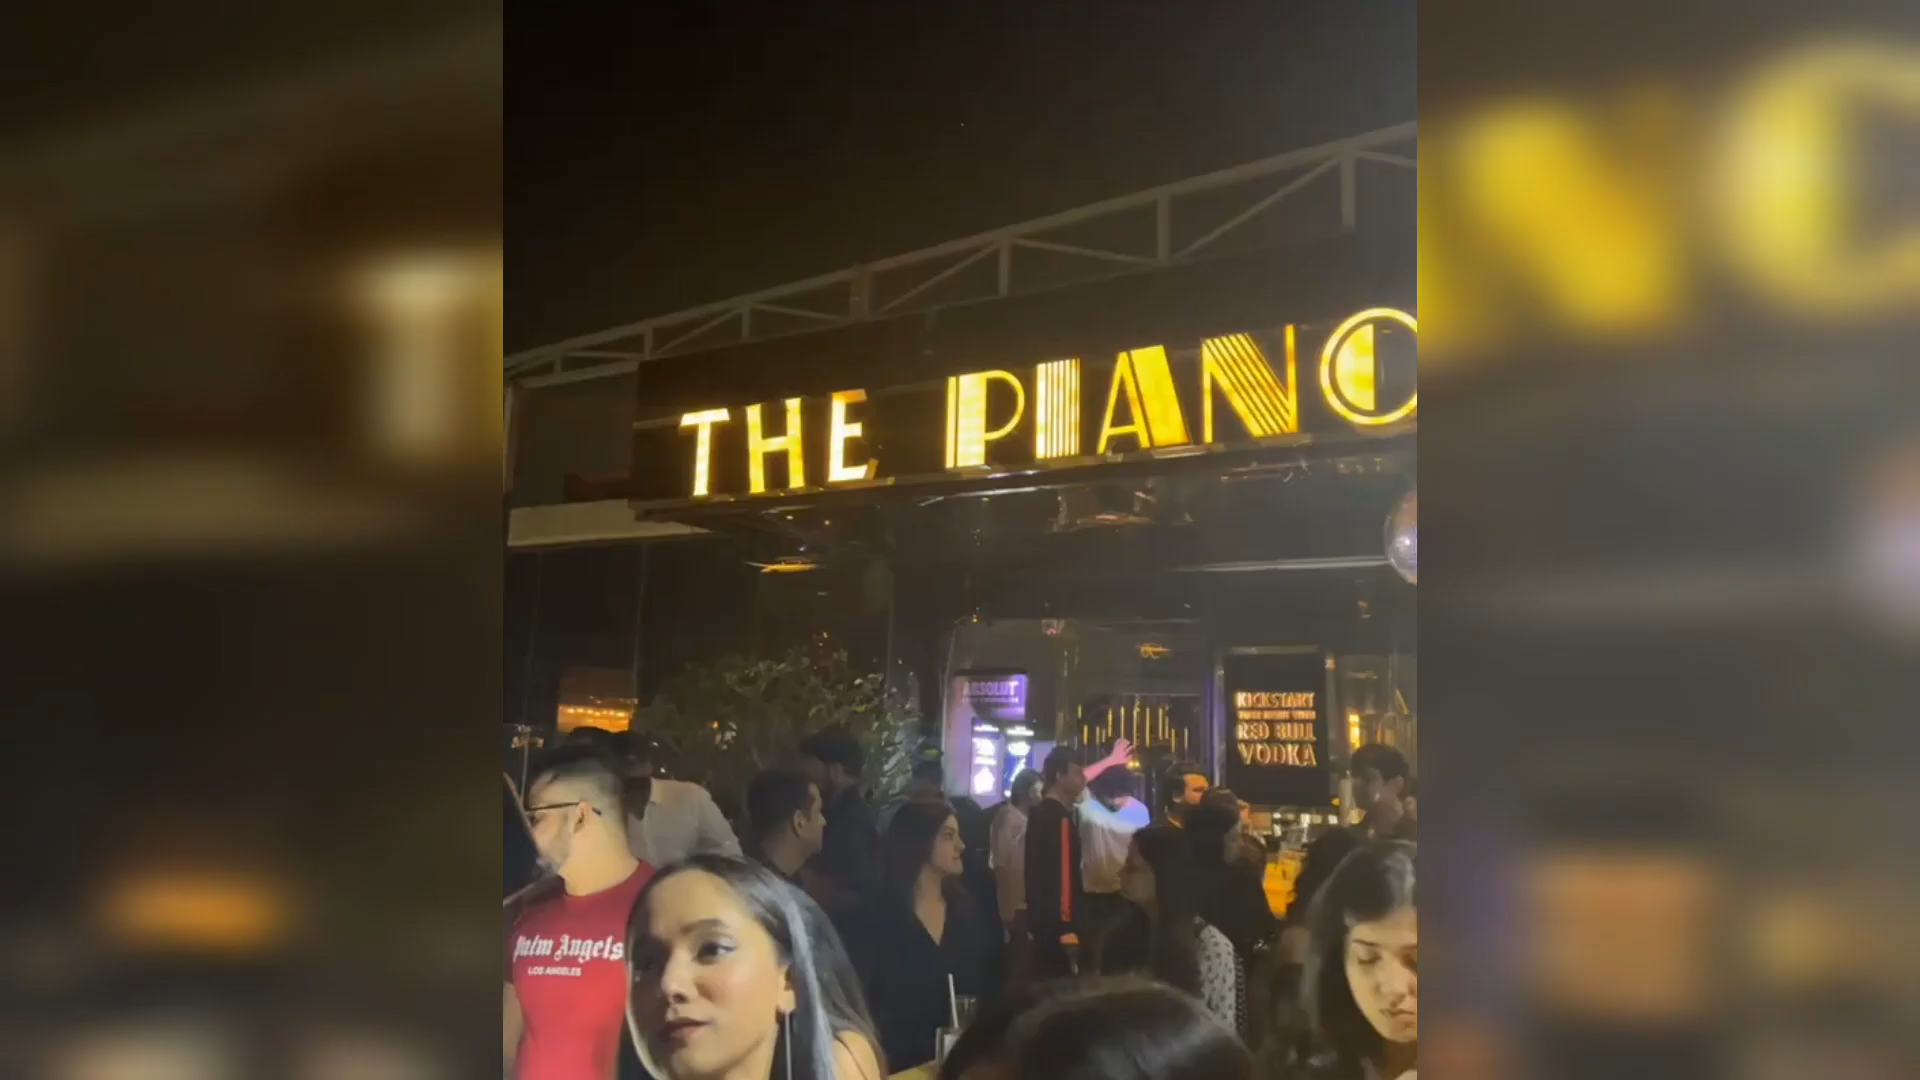 THE PIANO
ABSOLUT
KICKSTART
RED BULL
VODKA
Palm Angels
LOS ANGELES